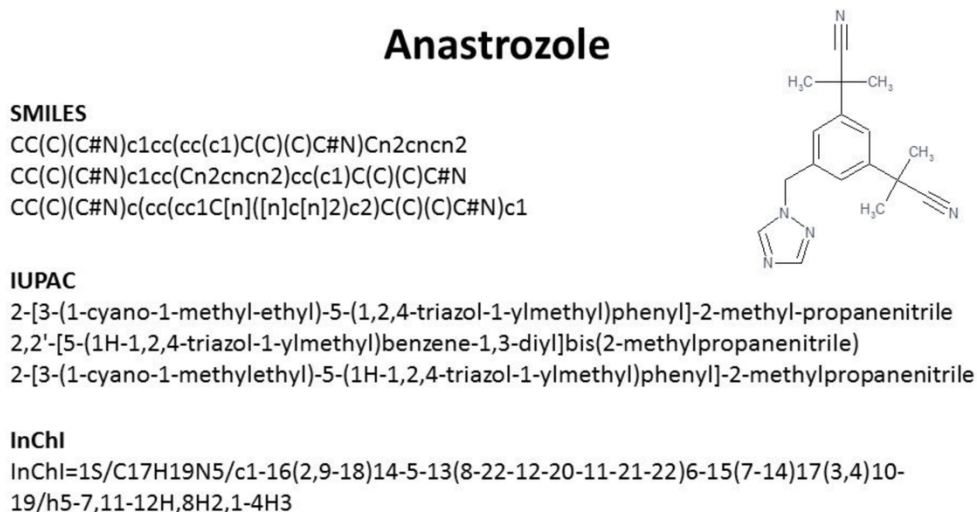 Anastrozole
SMILES
CC(C)(C#N)c1cc(cc(c1)C(C)(C)C#N)Cn2cncn2
CC(C)(C#N)c1cc(Cn2cncn2)cc(c1)C(C)(C)C#N
CC(C)(C#N)c(cc(cc1C[n]([n]c[n]2)c2)C(C)(C)C#N)c1
IUPAC
2-[3-(1-cyano-1-methyl-ethyl)-5-(1,2,4-triazol-1-ylmethyl)phenyl]-2-methyl-propanenitrile
2,2'-[5-(1H-1,2,4-triazol-1-ylmethyl)benzene-1,3-diyl]bis(2-methylpropanenitrile)
2-[3-(1-cyano-1-methylethyl)-5-(1H-1,2,4-triazol-1-ylmethyl)phenyl]-2-methylpropanenitrile
InChI
InChI=1S/C17H19N5/c1-16(2,9-18)14-5-13(8-22-12-20-11-21-22)6-15(7-14)17(3,4)10-
19/h5-7,11-12H,8H2,1-4H3
N
H₃C CH₃
CH₃
H₃C N
N
N
N